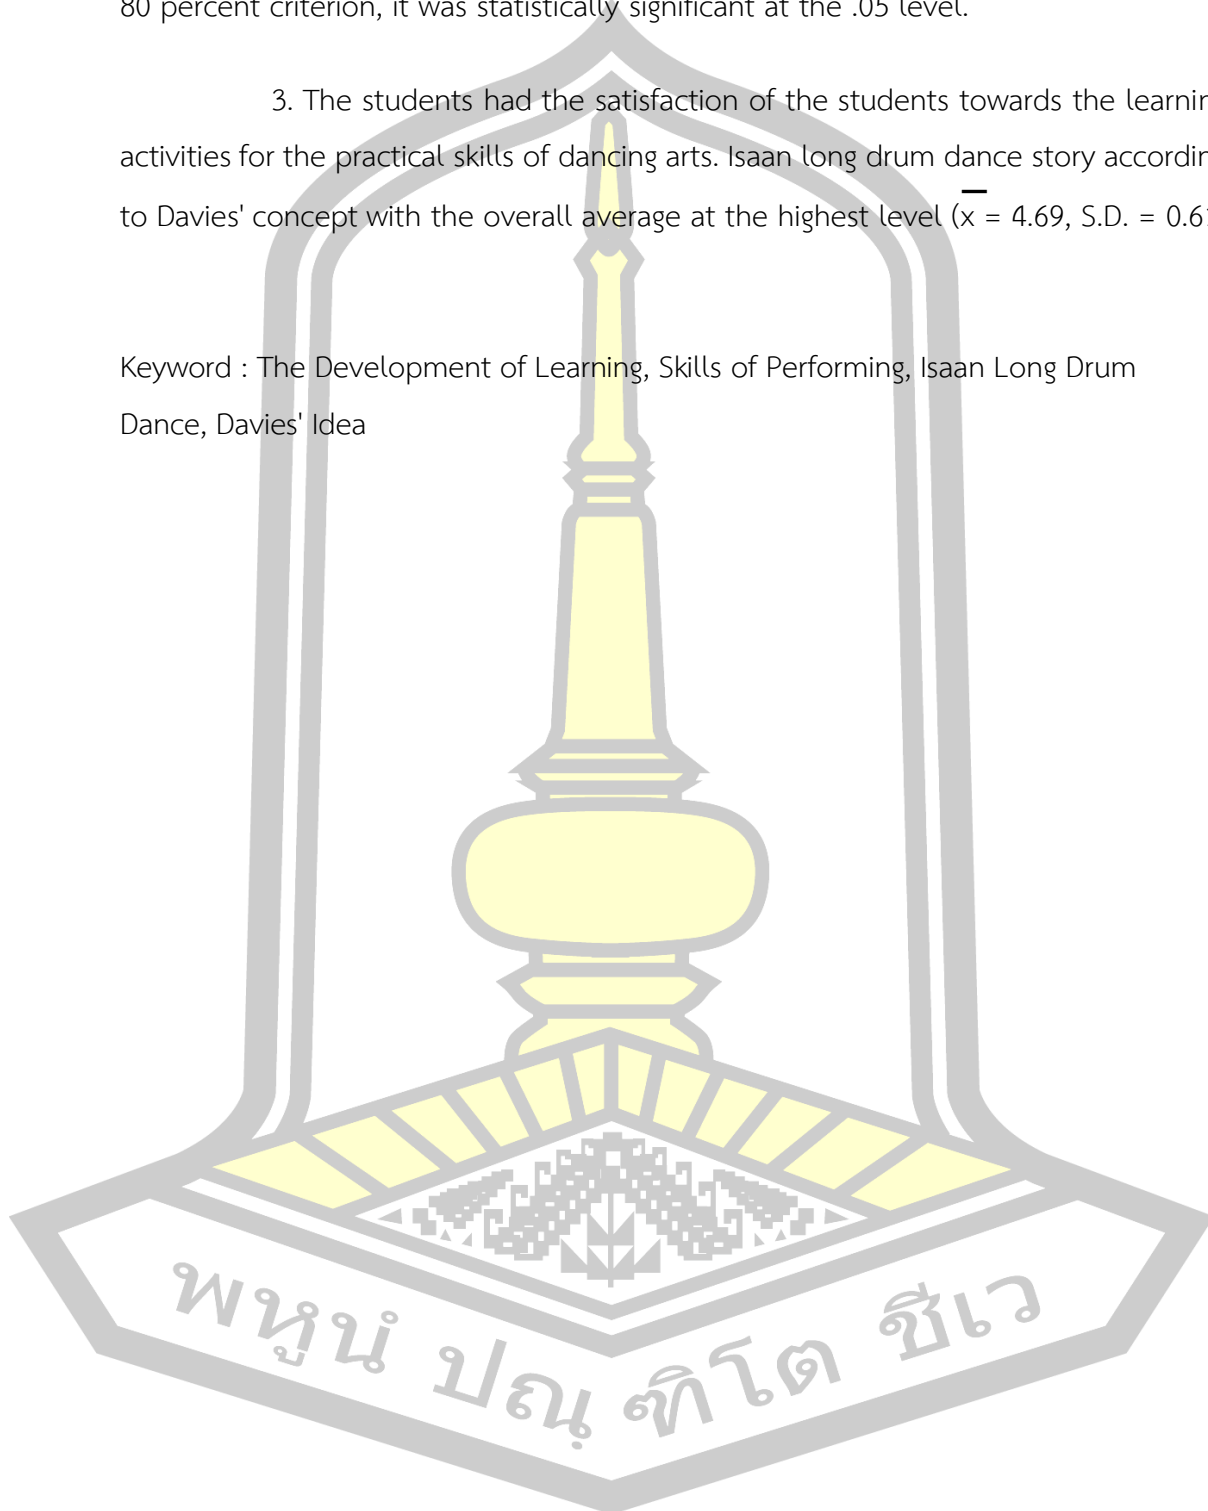 80 percent criterion, it was statistically significant at the .05 level.
3. The students had the satisfaction of the students towards the learnin
activities for the practical skills of dancing arts. Isaan long drum dance story accordin
to Davies' concept with the overall average at the highest level (x̄ = 4.69, S.D. = 0.6
Keyword : The Development of Learning, Skills of Performing, Isaan Long Drum
Dance, Davies' Idea
พหูนํ ปณฺฑิโต ชีเว